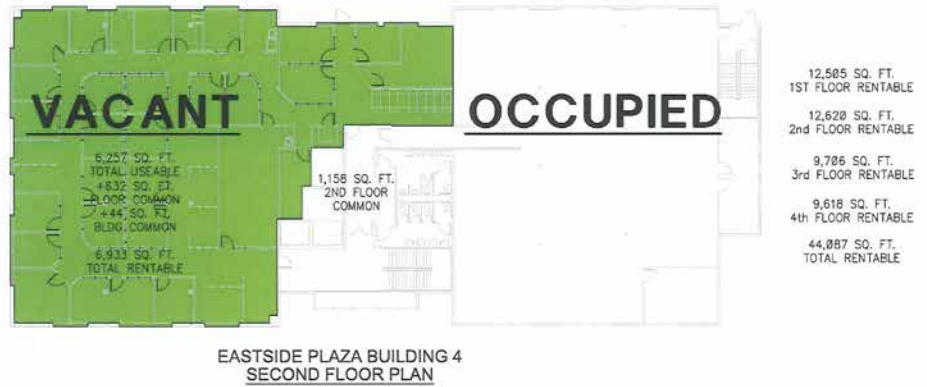 VACANT
6,257 SQ. FT.
TOTAL USEABLE
+632 SQ. FT.
FLOOR COMMON
+44 SQ. FT.
BLDG COMMON
6,933 SQ. FT.
TOTAL RENTABLE
1,158 SQ. FT.
2ND FLOOR
COMMON
OCCUPIED
12,505 SQ. FT.
1ST FLOOR RENTABLE
12,620 SQ. FT.
2nd FLOOR RENTABLE
9,706 SQ. FT.
3rd FLOOR RENTABLE
9,618 SQ. FT.
4th FLOOR RENTABLE
44,087 SQ. FT.
TOTAL RENTABLE
EASTSIDE PLAZA BUILDING 4
SECOND FLOOR PLAN